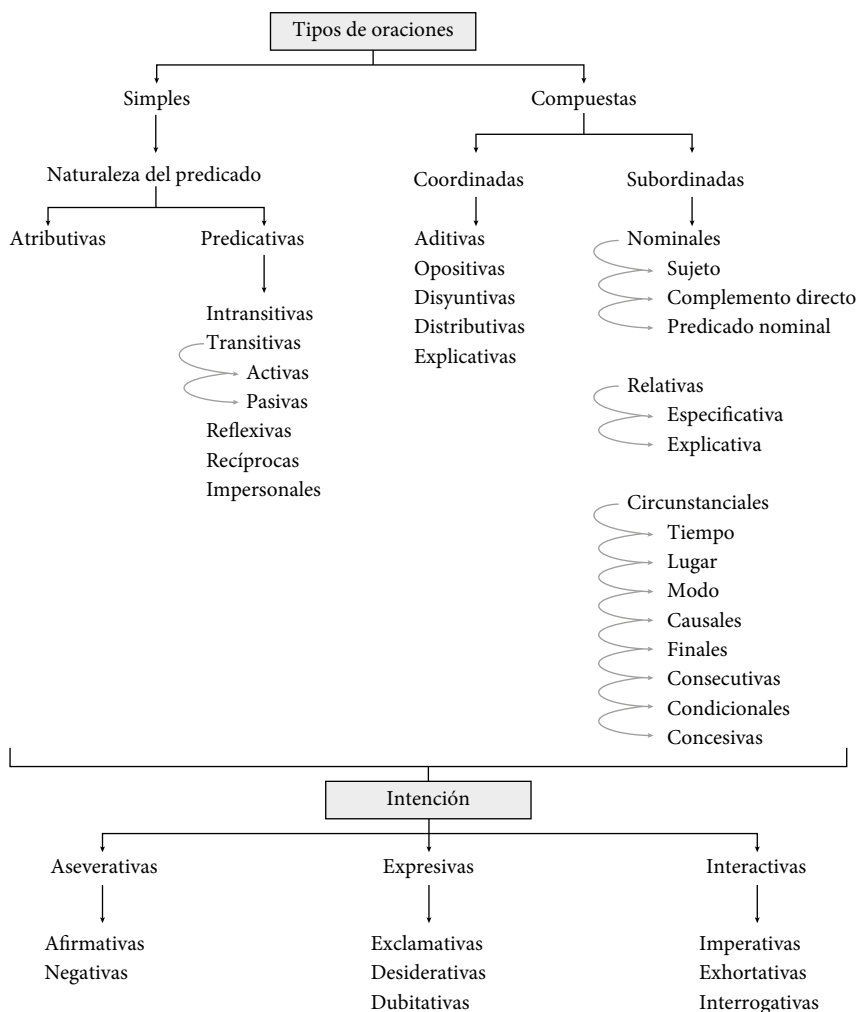 Tipos de oraciones
Simples
Compuestas
Naturaleza del predicado
Coordinadas
Subordinadas
Atributivas
Predicativas
Intransitivas
Transitivas
Activas
Pasivas
Reflexivas
Recíprocas
Impersonales
Aditivas
Opositivas
Disyuntivas
Distributivas
Explicativas
Nominales
Sujeto
Complemento directo
Predicado nominal
Relativas
Especificativa
Explicativa
Circunstanciales
Tiempo
Lugar
Modo
Causales
Finales
Consecutivas
Condicionales
Concesivas
Intención
Aseverativas
Expresivas
Interactivas
Afirmativas
Negativas
Exclamativas
Desiderativas
Dubitativas
Imperativas
Exhortativas
Interrogativas